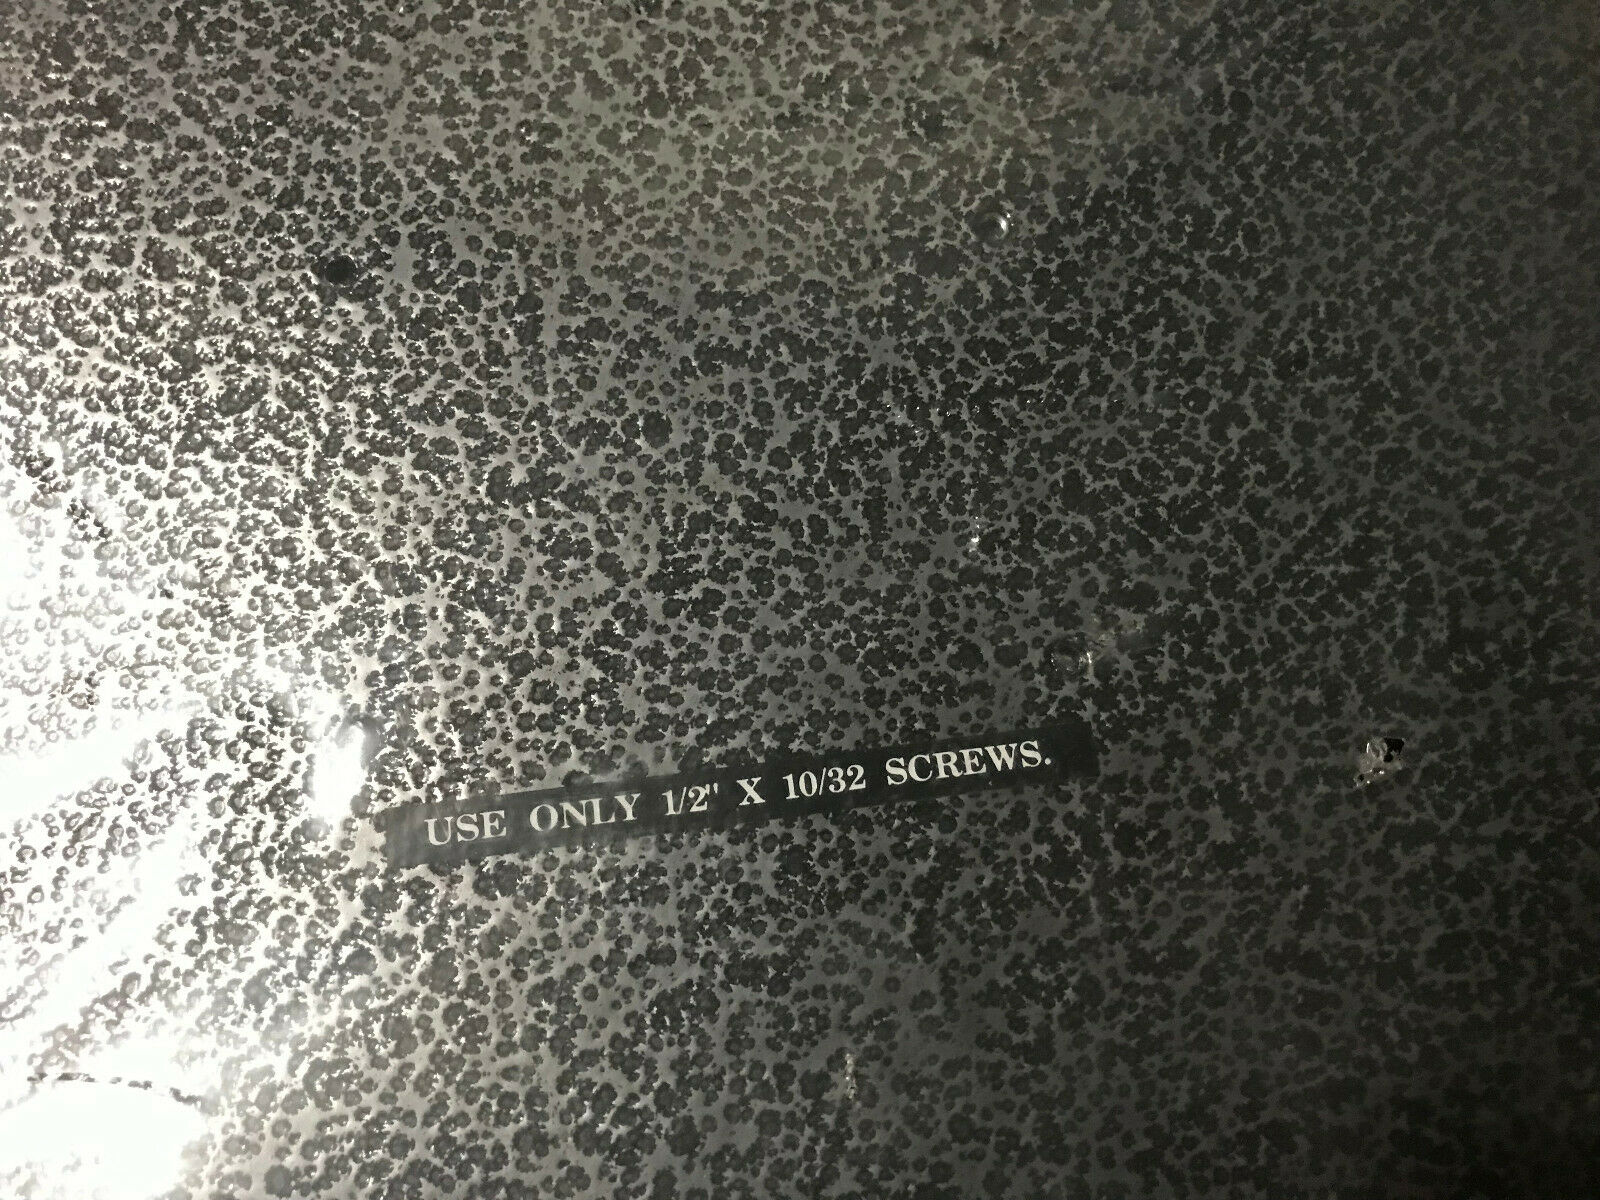 USE ONLY 1/2" X 10/32 SCREWS.